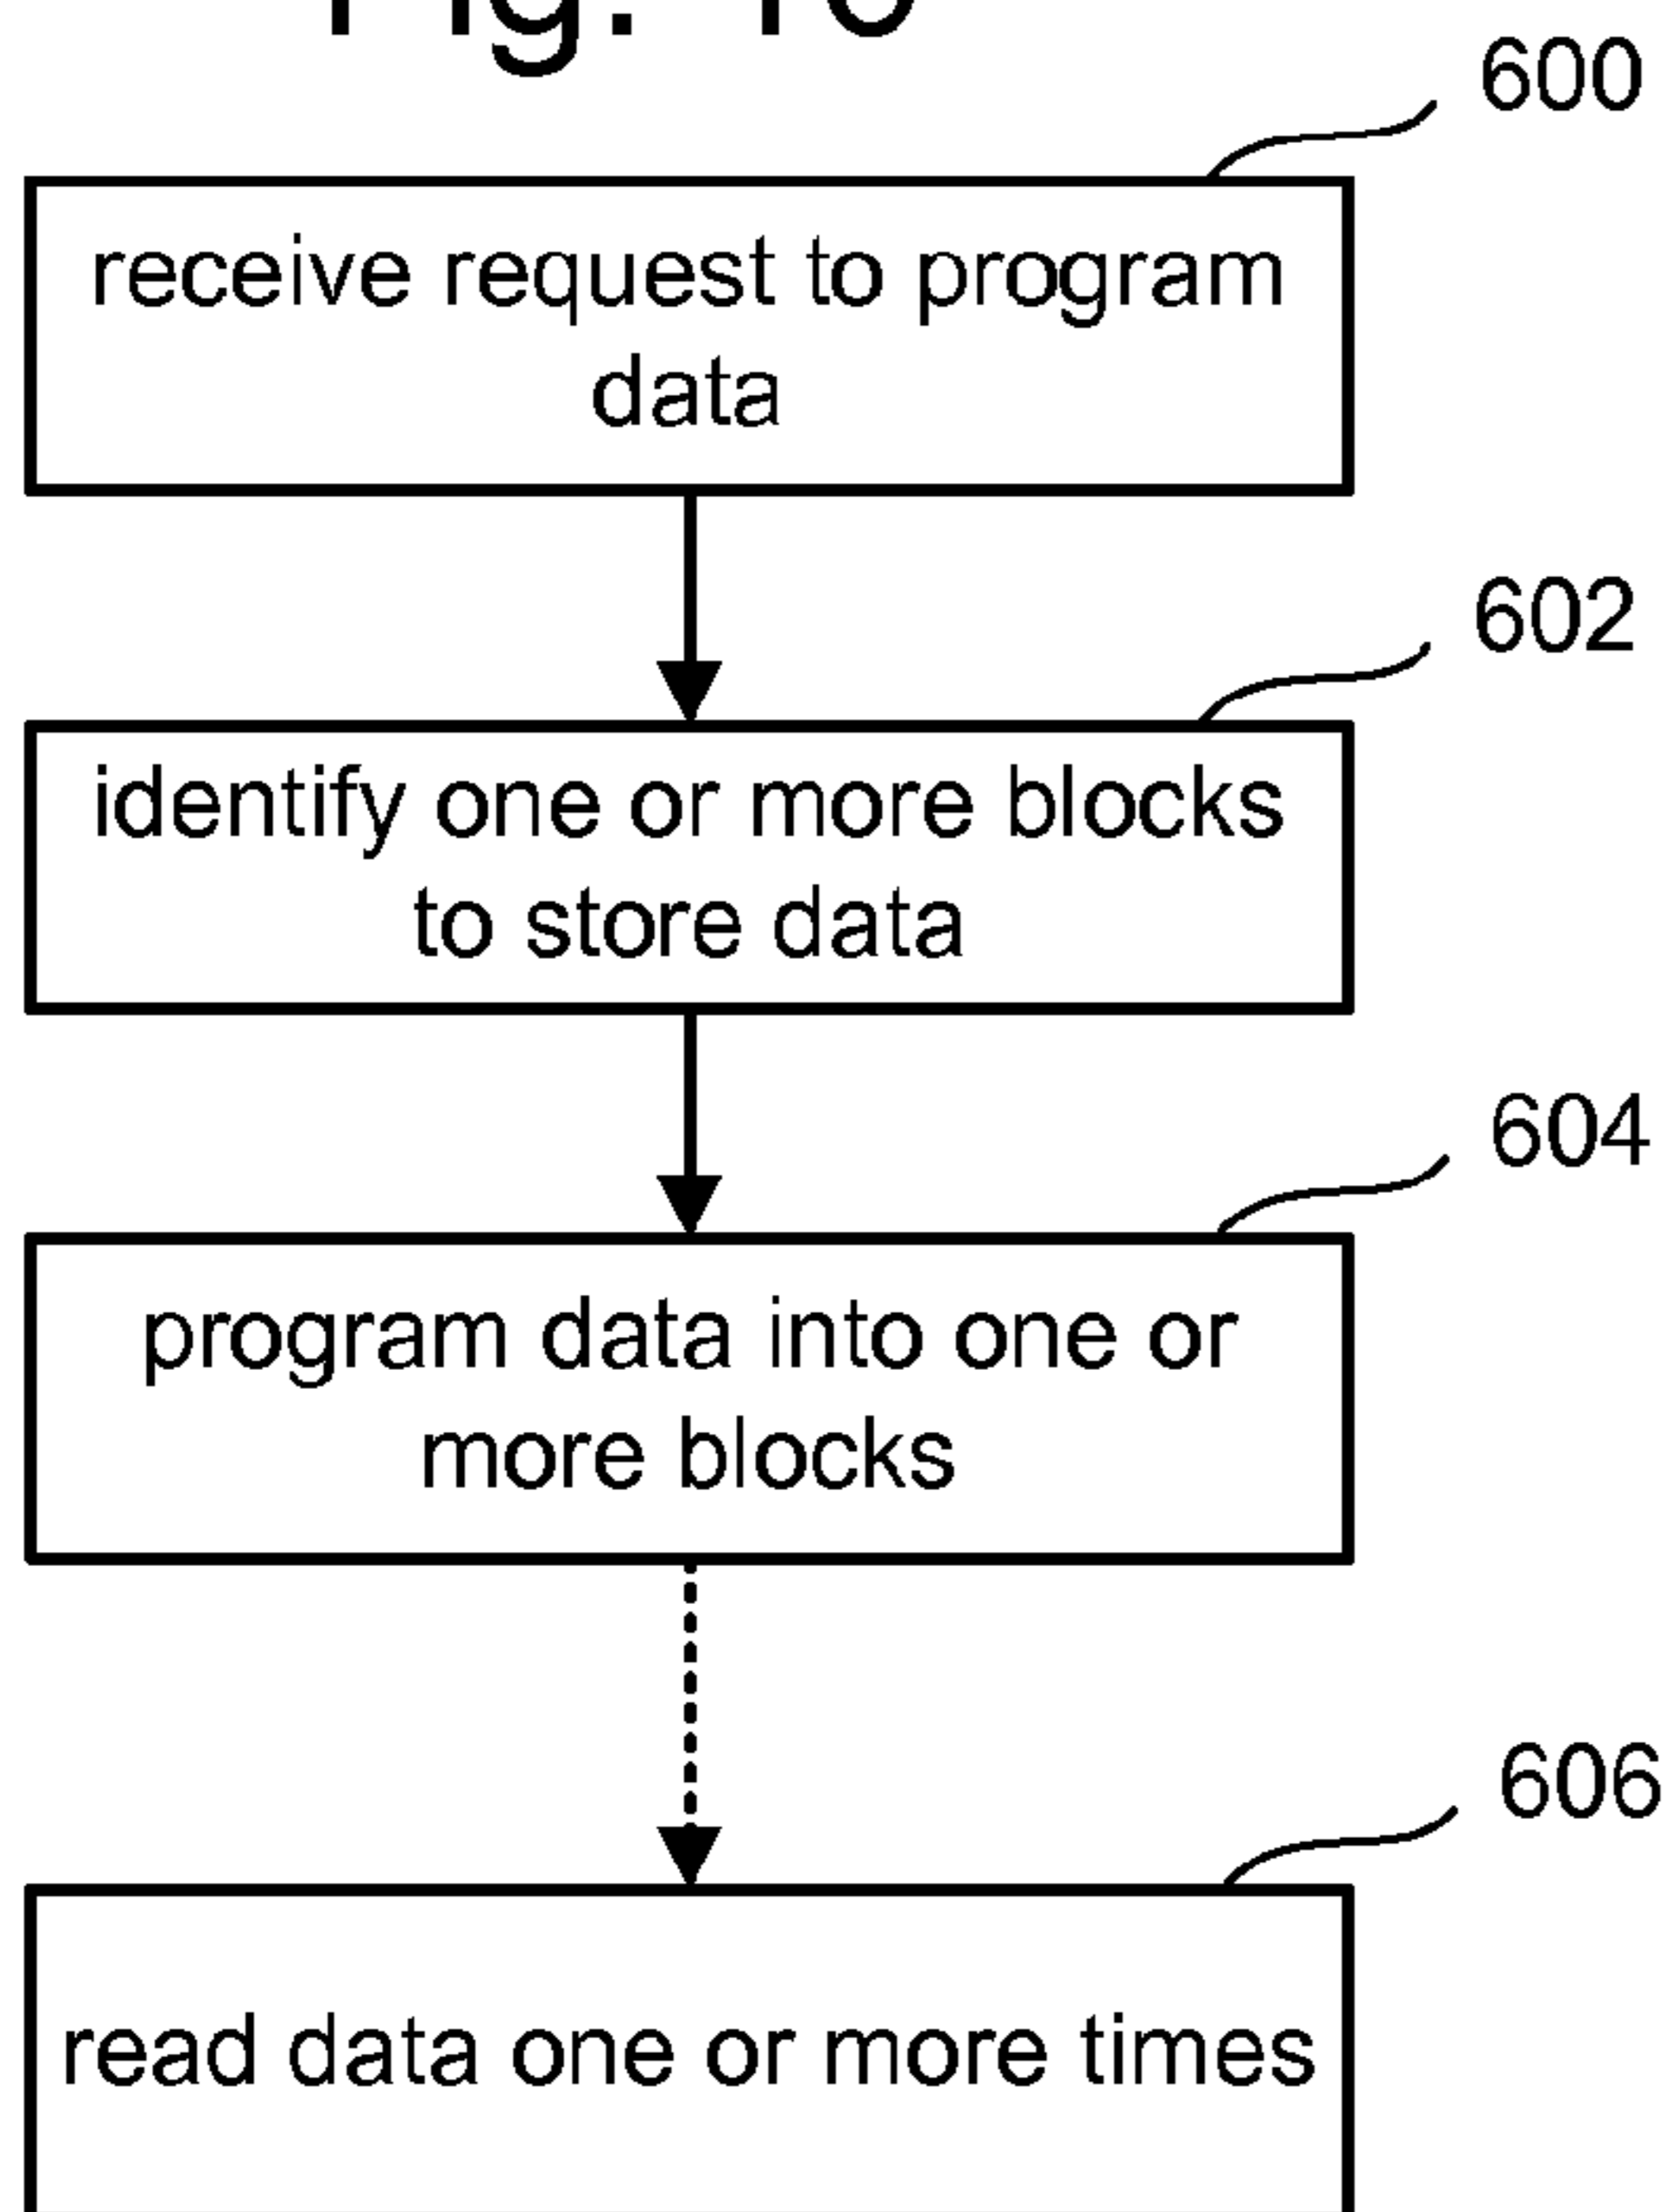 600
receive request to program
data
602
identify one or more blocks
to store data
604
program data into one or
more blocks
606
read data one or more times